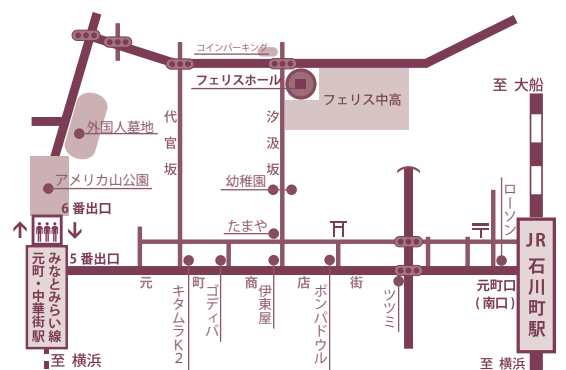 コインパーキング
至 大船
フェリスホール
フェリス中高
代官坂
汐汲坂
外国人墓地
アメリカ山公園
幼稚園
ローソン
6 番出口
たまや
JR 石川町駅
みなとみらい線
元町・中華街駅
5 番出口
元町商店街
元町口
(南口)
キタムラK2
ゴディバ
伊東屋
ポンパドウル
ツツミ
至 横浜
至 横浜